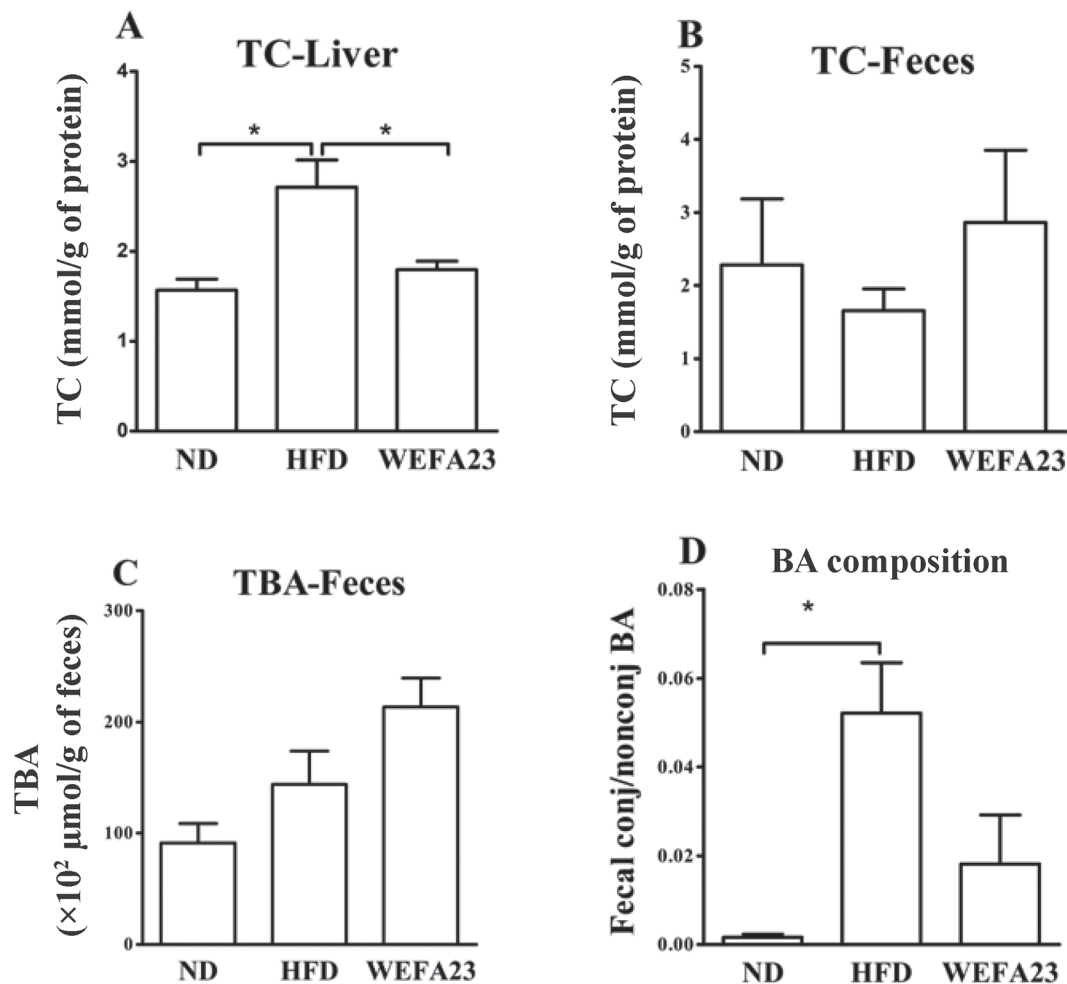 A
TC-Liver
TC (mmol/g of protein)
4
3
2
1
0
*
*
ND HFD WEFA23
B
TC-Feces
TC (mmol/g of protein)
5
4
3
2
1
0
ND HFD WEFA23
C
TBA-Feces
TBA
(×10² μmol/g of feces)
300
200
100
0
ND HFD WEFA23
D
BA composition
Fecal conj/nonconj BA
0.08
0.06
0.04
0.02
0.00
*
ND HFD WEFA23